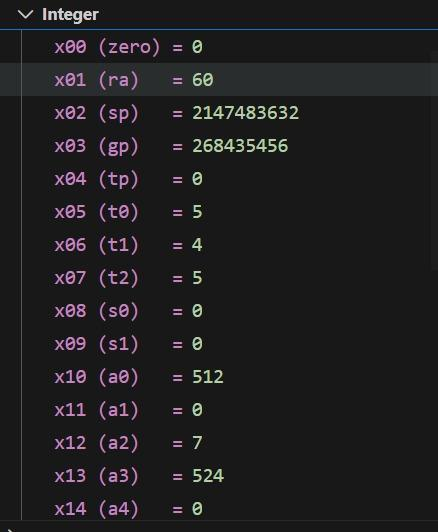 Integer
x00 (zero) = 0
x01 (ra) = 60
x02 (sp) = 2147483632
x03 (gp) = 268435456
x04 (tp) = 0
x05 (t0) = 5
x06 (t1) = 4
x07 (t2) = 5
x08 (s0) = 0
x09 (s1) = 0
x10 (a0) = 512
x11 (a1) = 0
x12 (a2) = 7
x13 (a3) = 524
x14 (a4) = 0